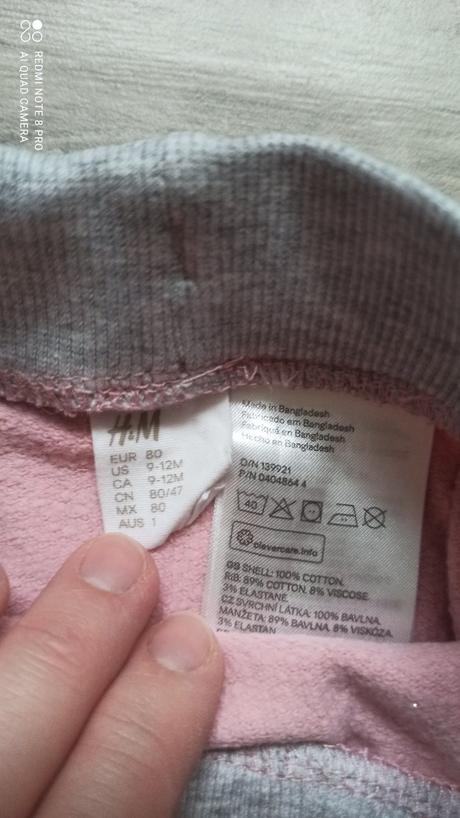 REDMI NOTE 8 PRO
AI QUAD CAMERA
H&M
EUR 80
US 9-12M
CA 9-12M
CN 80/47
MX 80
AUS 1
Made in Bangladesh
Fabricado em Bangladesh
Fabriqué en Bangladesh
Hecho en Bangladesh
D/N 139921
P/N 0404864 4
40
clevercare.info
GB SHELL: 100% COTTON.
RIB: 89% COTTON. 8% VISCOSE.
3% ELASTANE.
CZ SVRCHNÍ LÁTKA: 100% BAVLNA.
MANŽETA: 89% BAVLNA. 8% VISKÓZA.
3% ELASTAN